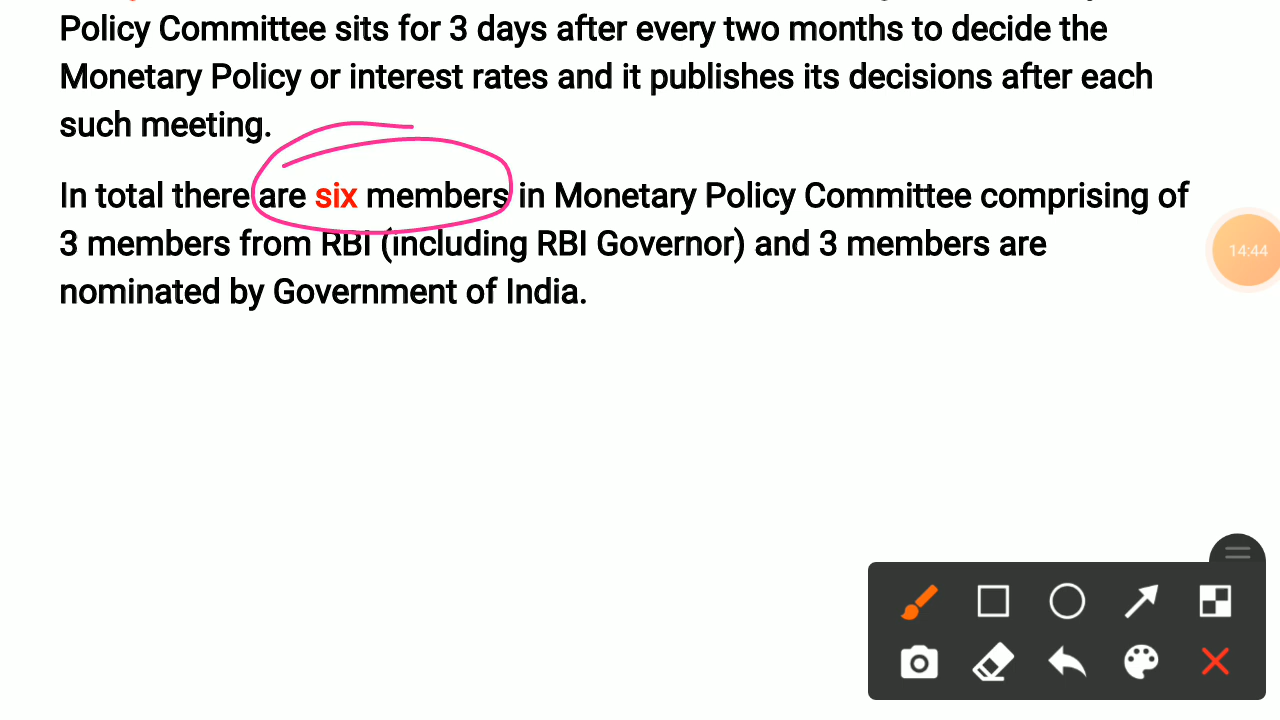 Policy Committee sits for 3 days after every two months to decide the
Monetary Policy or interest rates and it publishes its decisions after each
such meeting.
In total there are six members in Monetary Policy Committee comprising of
3 members from RBI (including RBI Governor) and 3 members are
nominated by Government of India.
14:44